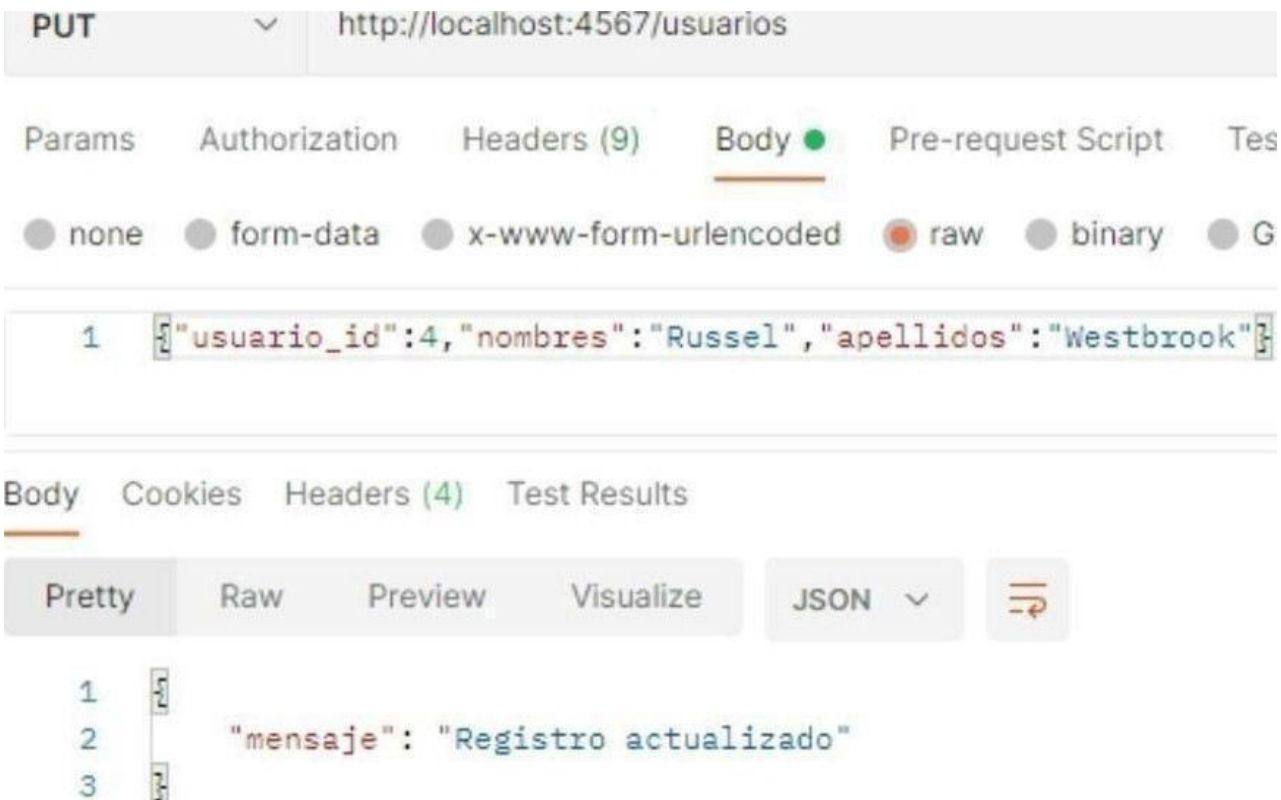 PUT http://localhost:4567/usuarios
Params Authorization Headers (9) Body Pre-request Script Tes
none form-data x-www-form-urlencoded raw binary G
1 {"usuario_id":4,"nombres":"Russel","apellidos":"Westbrook"}
Body Cookies Headers (4) Test Results
Pretty Raw Preview Visualize JSON
1 {
2 "mensaje": "Registro actualizado"
3 }